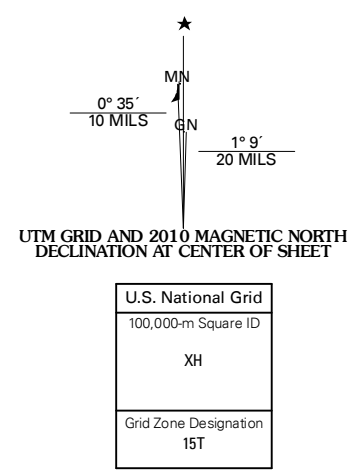 MN
0° 35´
10 MILS
GN
1° 9´
20 MILS
UTM GRID AND 2010 MAGNETIC NORTH
DECLINATION AT CENTER OF SHEET
U.S. National Grid
100,000-m Square ID
XH
Grid Zone Designation
15T